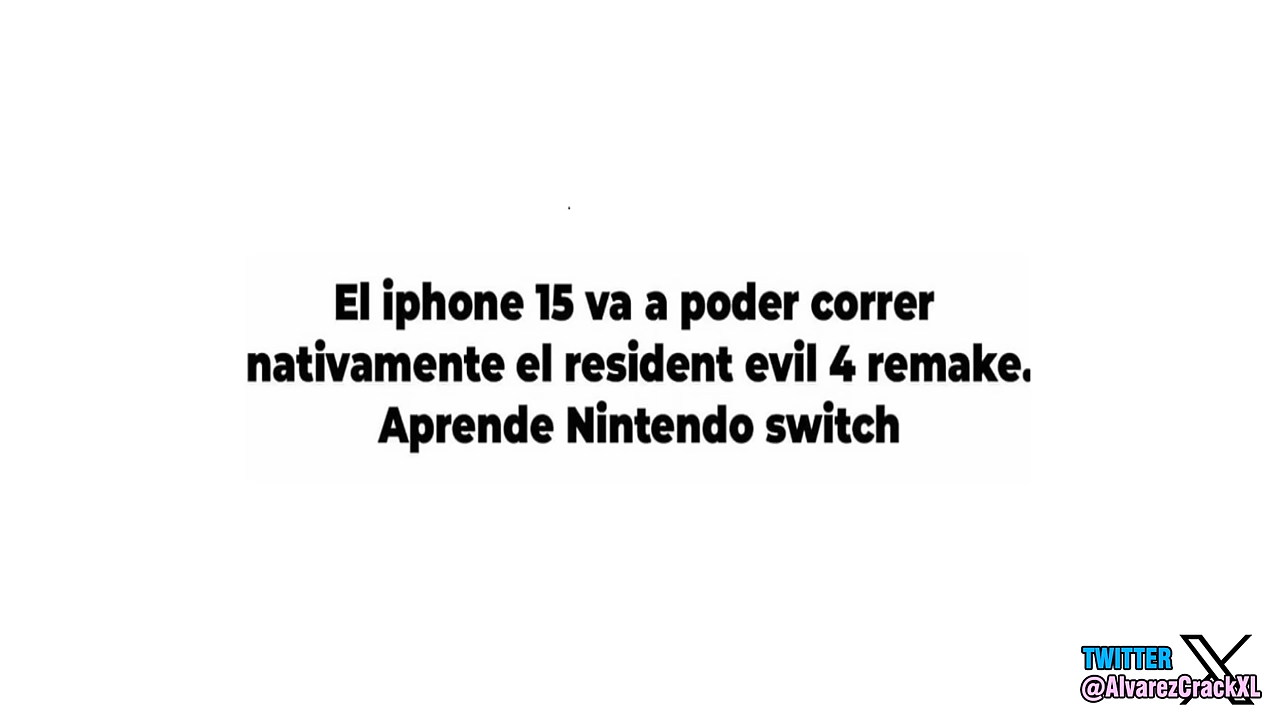 El iphone 15 va a poder correr
nativamente el resident evil 4 remake.
Aprende Nintendo switch
TWITTER X
@AlvarezCrackXL